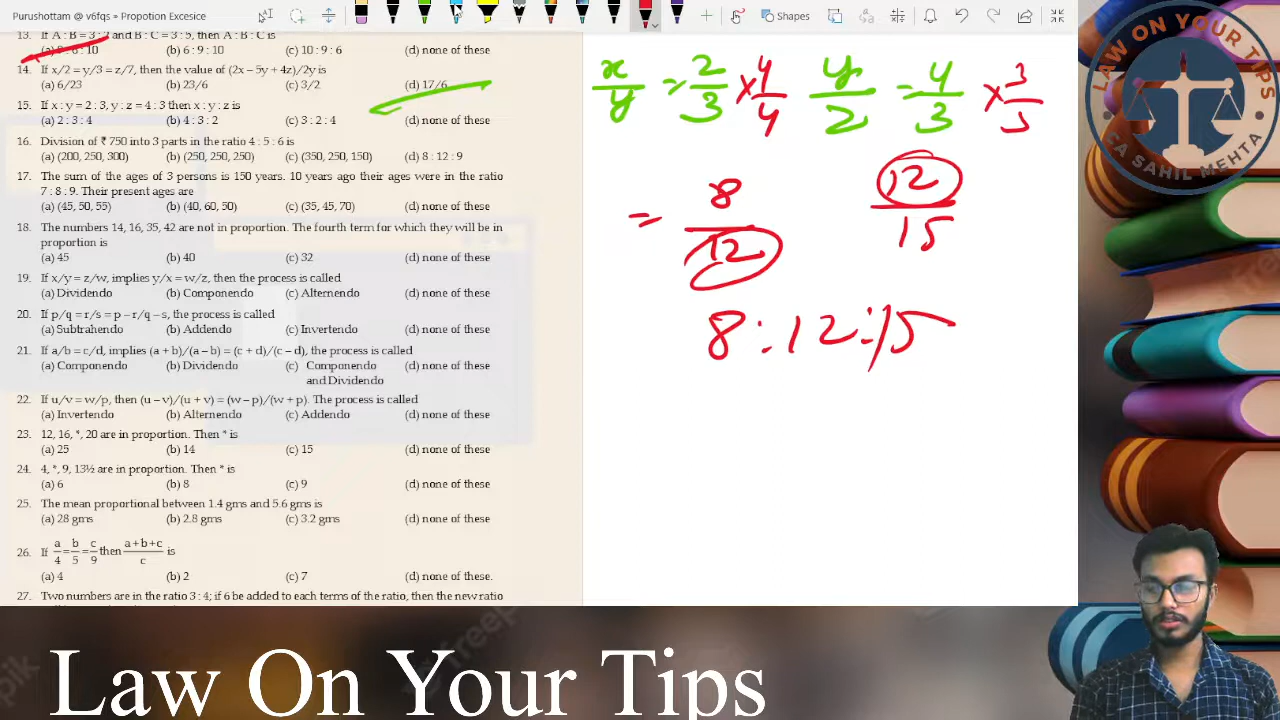 Purushottam @ v6fqs » Propotion Excesice
Shapes
13. If A : B = 3 : 2 and B : C = 3 : 5, then A : B : C is
(a) 9 : 6 : 10 (b) 6 : 9 : 10 (c) 10 : 9 : 6 (d) none of these
14. If x/2 = y/3 = z/7, then the value of (2x – 5y + 4z)/2y is
(a) 6/23 (b) 23/6 (c) 3/2 (d) 17/6
15. If x : y = 2 : 3, y : z = 4 : 3 then x : y : z is
(a) 2 : 3 : 4 (b) 4 : 3 : 2 (c) 3 : 2 : 4 (d) none of these
16. Division of ₹ 750 into 3 parts in the ratio 4 : 5 : 6 is
(a) (200, 250, 300) (b) (250, 250, 250) (c) (350, 250, 150) (d) 8 : 12 : 9
17. The sum of the ages of 3 persons is 150 years. 10 years ago their ages were in the ratio
7 : 8 : 9. Their present ages are
(a) (45, 50, 55) (b) (40, 60, 50) (c) (35, 45, 70) (d) none of these
18. The numbers 14, 16, 35, 42 are not in proportion. The fourth term for which they will be in
proportion is
(a) 45 (b) 40 (c) 32 (d) none of these
19. If x/y = z/w, implies y/x = w/z, then the process is called
(a) Dividendo (b) Componendo (c) Alternendo (d) none of these
20. If p/q = r/s = p – r/q – s, the process is called
(a) Subtrahendo (b) Addendo (c) Invertendo (d) none of these
21. If a/b = c/d, implies (a + b)/(a – b) = (c + d)/(c – d), the process is called
(a) Componendo (b) Dividendo (c) Componendo (d) none of these
and Dividendo
22. If u/v = w/p, then (u – v)/(u + v) = (w – p)/(w + p). The process is called
(a) Invertendo (b) Alternendo (c) Addendo (d) none of these
23. 12, 16, *, 20 are in proportion. Then * is
(a) 25 (b) 14 (c) 15 (d) none of these
24. 4, *, 9, 13½ are in proportion. Then * is
(a) 6 (b) 8 (c) 9 (d) none of these
25. The mean proportional between 1.4 gms and 5.6 gms is
(a) 28 gms (b) 2.8 gms (c) 3.2 gms (d) none of these
26. If a/4 = b/5 = c/9 then (a+b+c)/c is
(a) 4 (b) 2 (c) 7 (d) none of these.
27. Two numbers are in the ratio 3 : 4; if 6 be added to each terms of the ratio, then the new ratio
x/y = 2/3 × 4/4 y/2 = 4/3 × 3/3
= 8/12 12/15
8 : 12 : 15
LAW ON YOUR TIPS
CA SAHIL MEHTA
Law On Your Tips